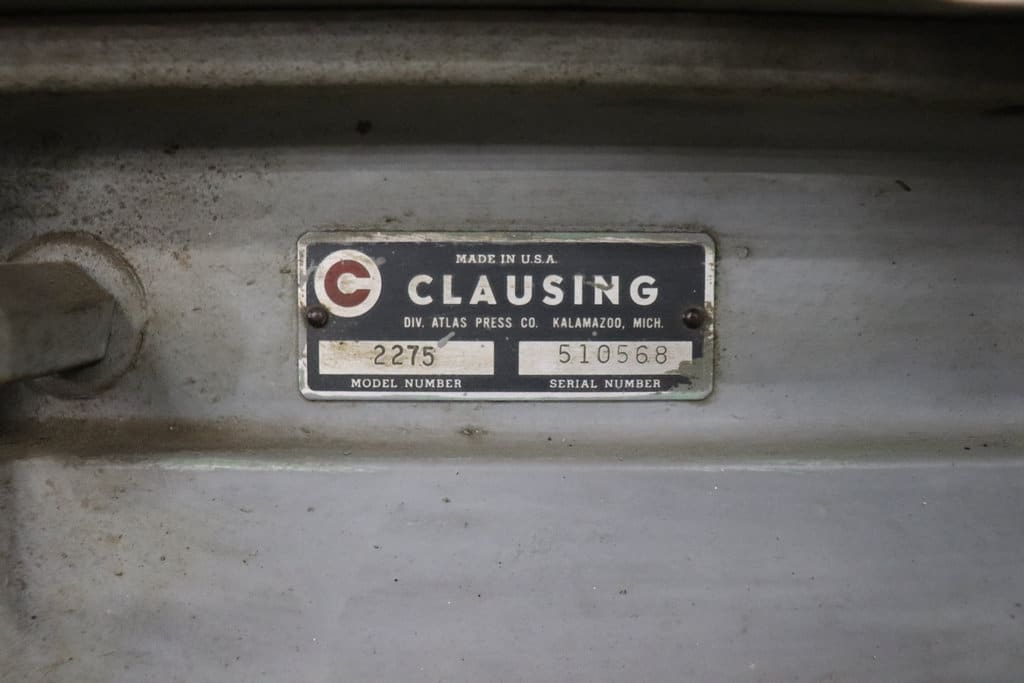 MADE IN U.S.A.
C CLAUSING
DIV. ATLAS PRESS CO. KALAMAZOO, MICH.
2275 510568
MODEL NUMBER SERIAL NUMBER